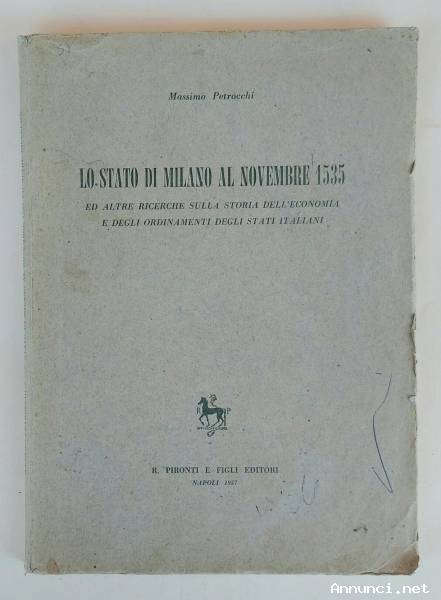 Massimo Petrocchi
LO STATO DI MILANO AL NOVEMBRE 1535
ED ALTRE RICERCHE SULLA STORIA DELL'ECONOMIA
E DEGLI ORDINAMENTI DEGLI STATI ITALIANI
R P
R. PIRONTI E FIGLI EDITORI
NAPOLI 1957
Annunci.net